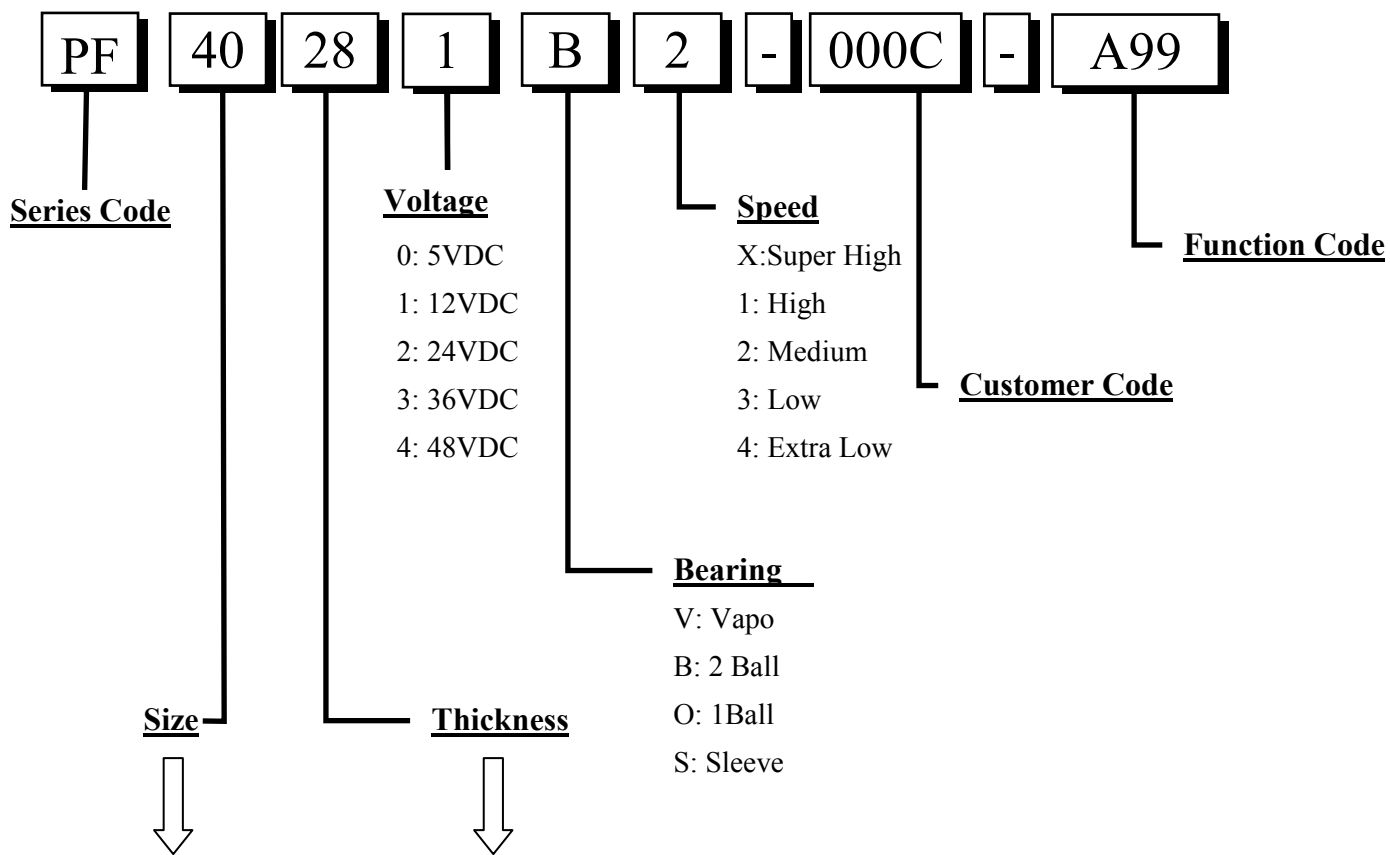 PF 40 28 1 B 2 - 000C - A99
Series Code
Voltage
0: 5VDC
1: 12VDC
2: 24VDC
3: 36VDC
4: 48VDC
Speed
X:Super High
1: High
2: Medium
3: Low
4: Extra Low
Function Code
Customer Code
Bearing
V: Vapo
B: 2 Ball
O: 1Ball
S: Sleeve
Size
Thickness